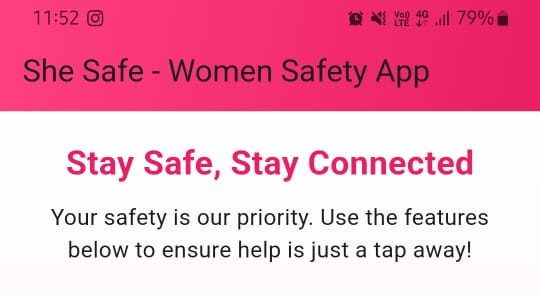 11:52
Vo) 4G
LTE 79%
She Safe - Women Safety App
Stay Safe, Stay Connected
Your safety is our priority. Use the features
below to ensure help is just a tap away!